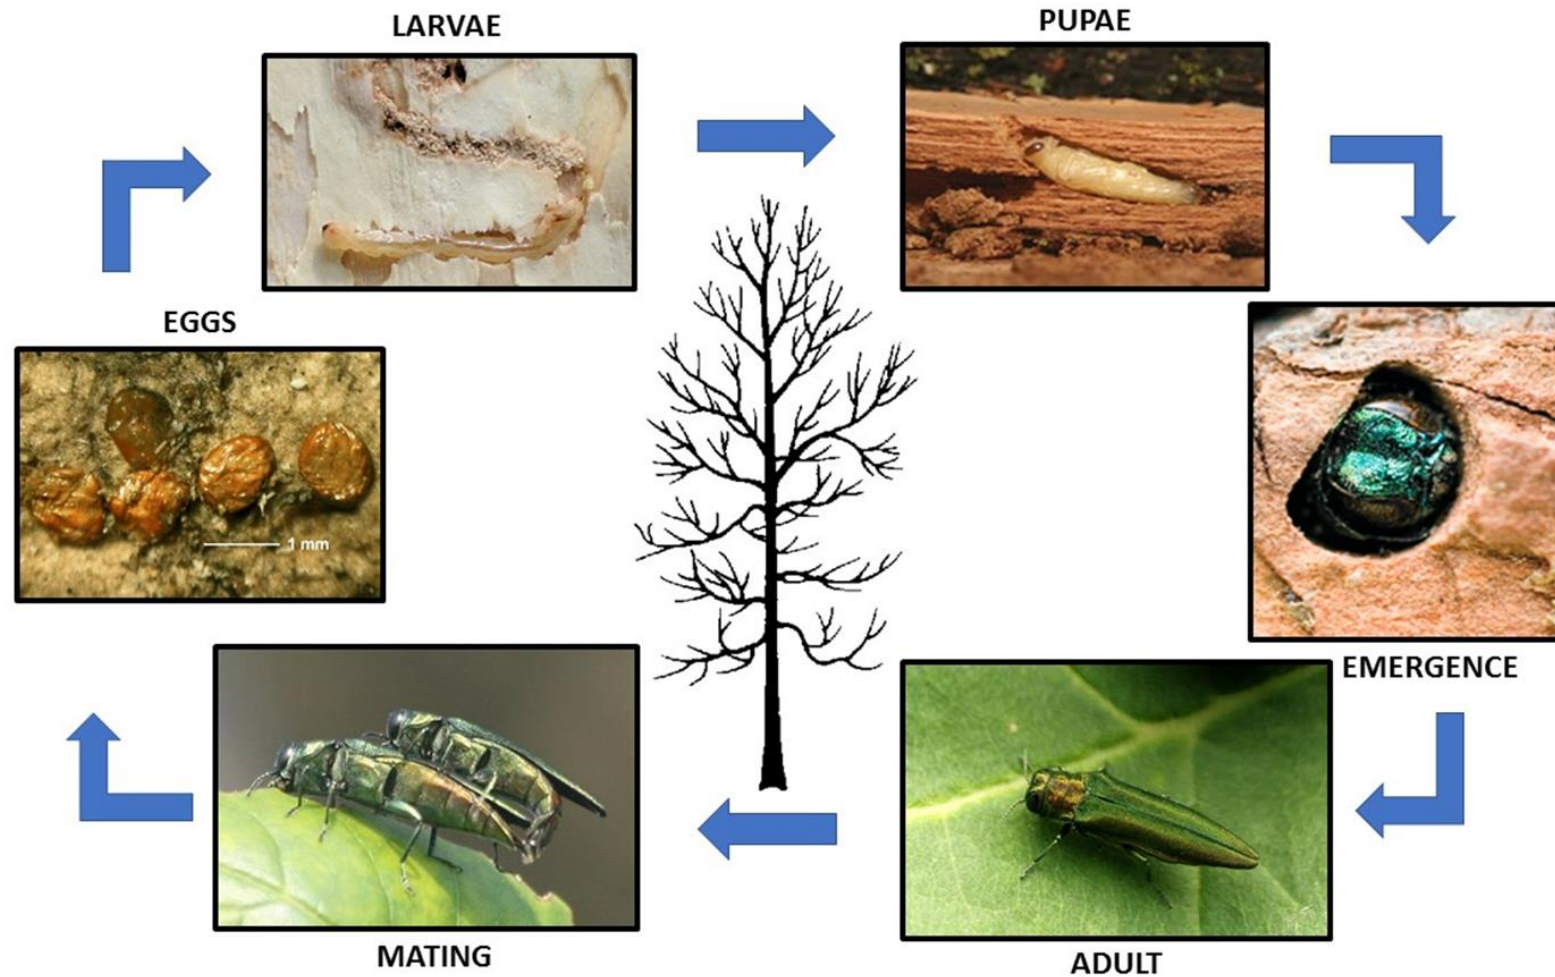 LARVAE
PUPAE
EGGS
1 mm
EMERGENCE
MATING
ADULT